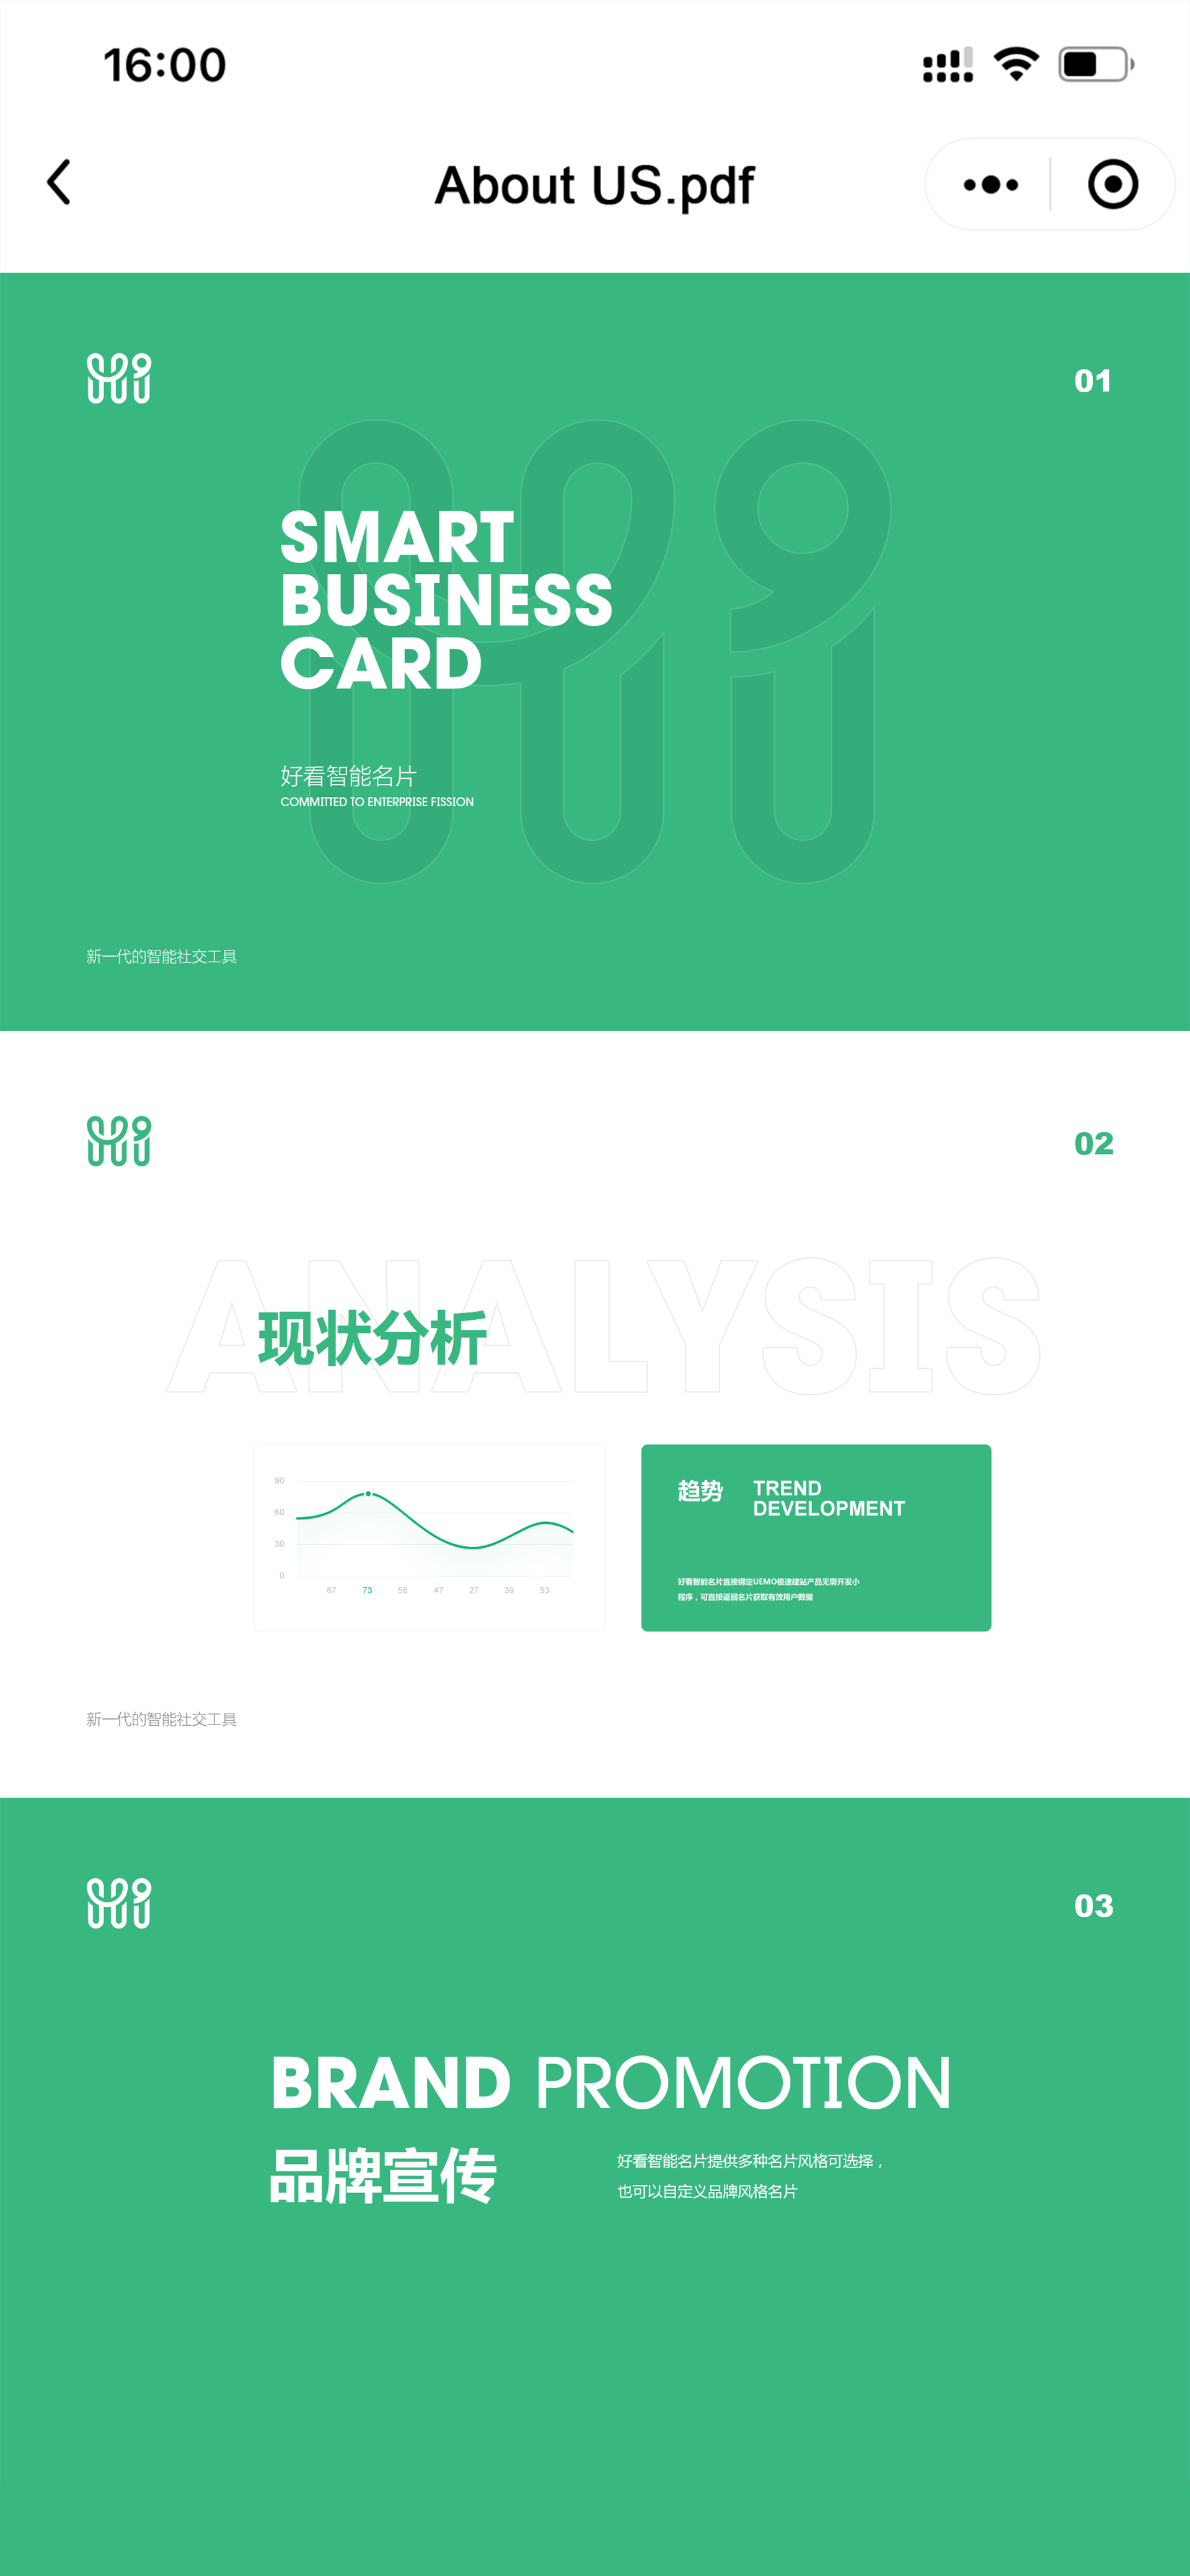 16:00
About US.pdf
Hi
01
SMART
BUSINESS
CARD
好看智能名片
COMMITTED TO ENTERPRISE FISSION
新一代的智能社交工具
Hi
02
ANALYSIS
现状分析
90
60
30
0
67 73 58 47 27 39 53
趋势
TREND
DEVELOPMENT
好看智能名片直接绑定UEMO极速建站产品无需开发小
程序，可直接返回名片获取有效用户数据
新一代的智能社交工具
Hi
03
BRAND PROMOTION
品牌宣传
好看智能名片提供多种名片风格可选择，
也可以自定义品牌风格名片